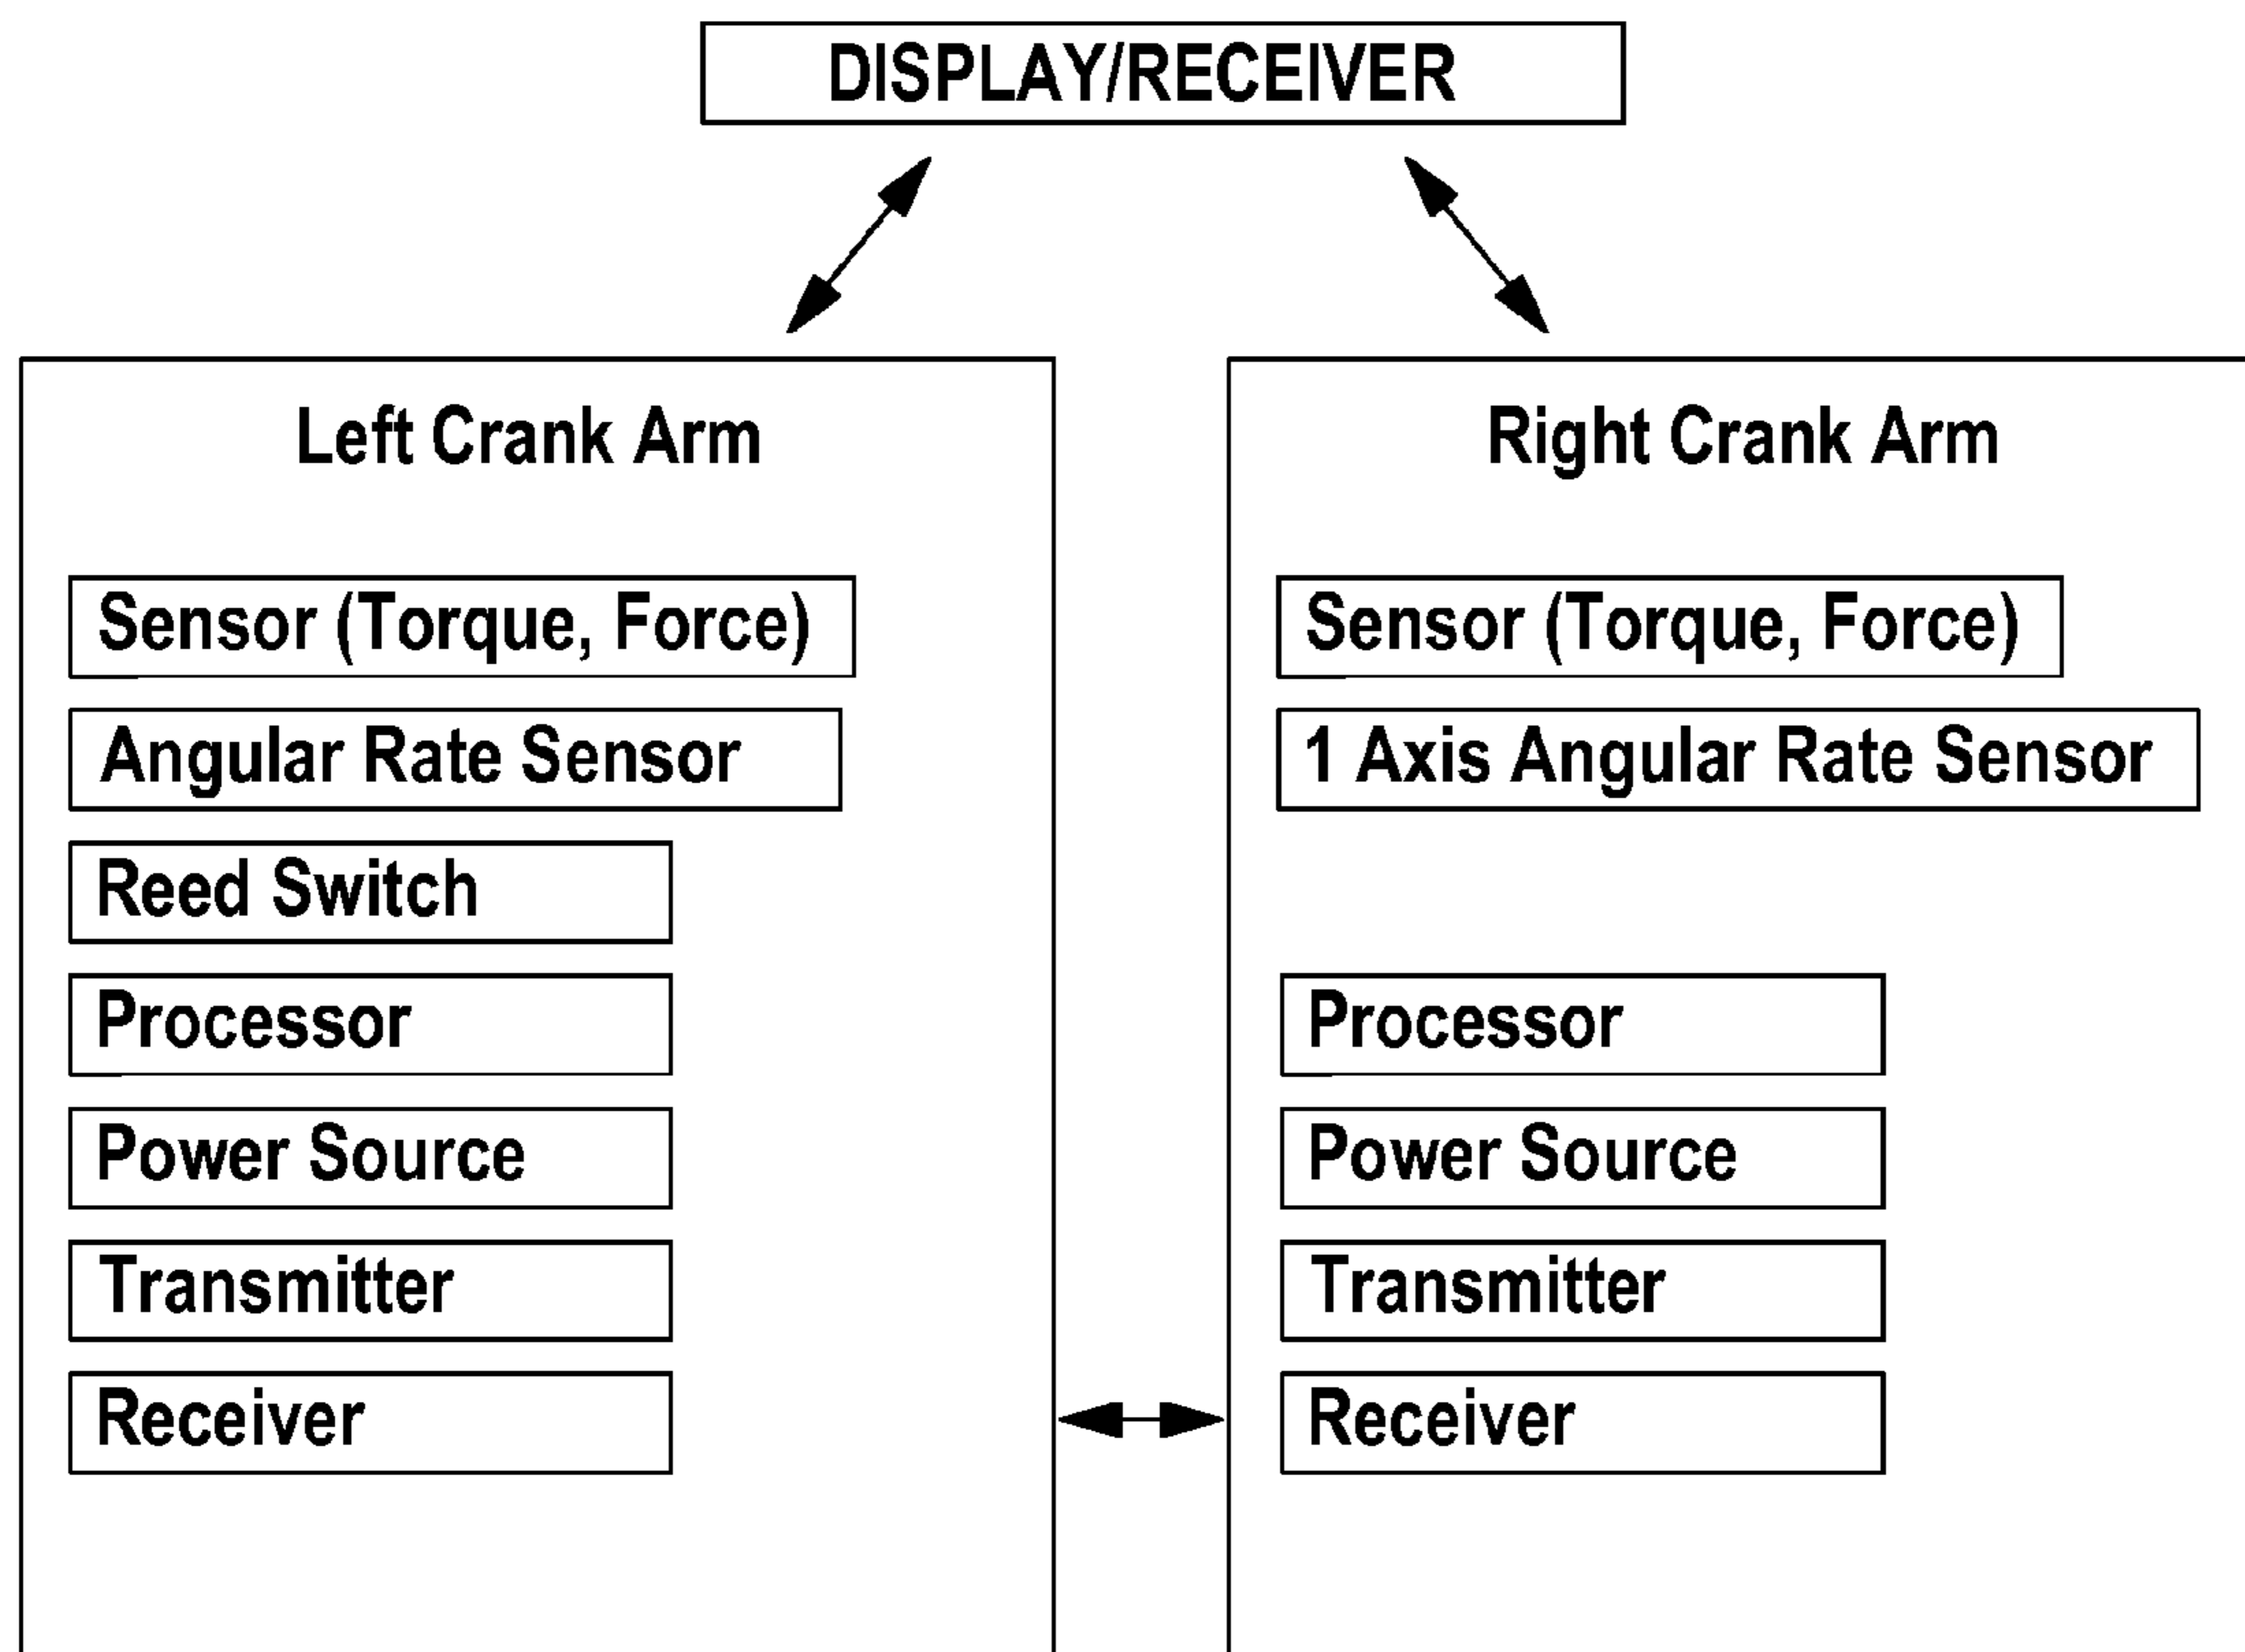 DISPLAY/RECEIVER
Left Crank Arm
Sensor (Torque, Force)
Angular Rate Sensor
Reed Switch
Processor
Power Source
Transmitter
Receiver
Right Crank Arm
Sensor (Torque, Force)
1 Axis Angular Rate Sensor
Processor
Power Source
Transmitter
Receiver